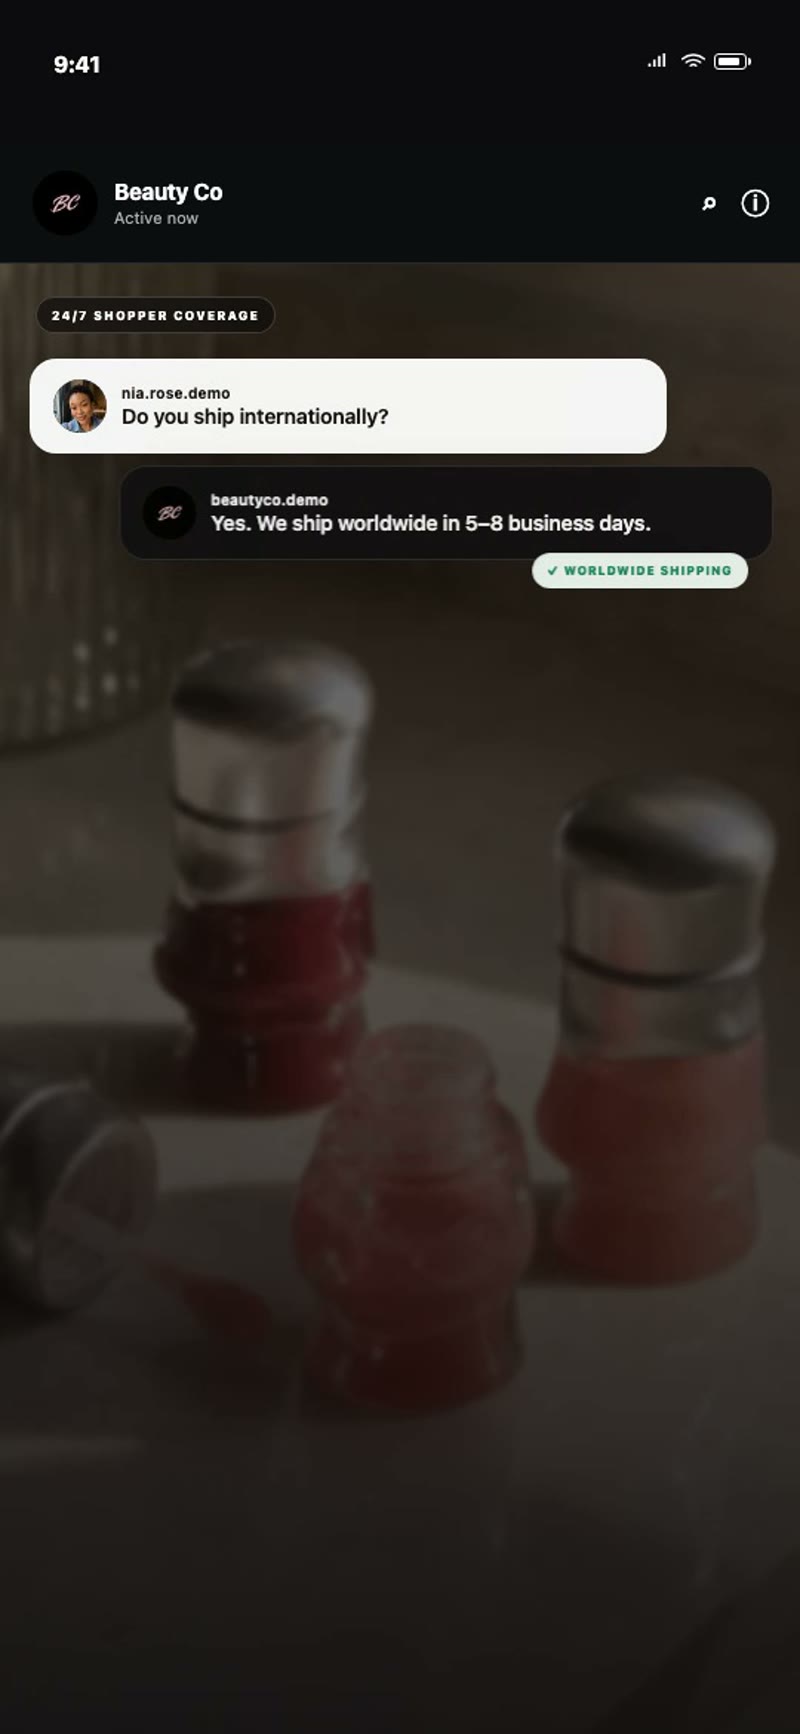 9:41
BC
Beauty Co
Active now
24/7 SHOPPER COVERAGE
nia.rose.demo
Do you ship internationally?
BC
beautyco.demo
Yes. We ship worldwide in 5–8 business days.
✓ WORLDWIDE SHIPPING